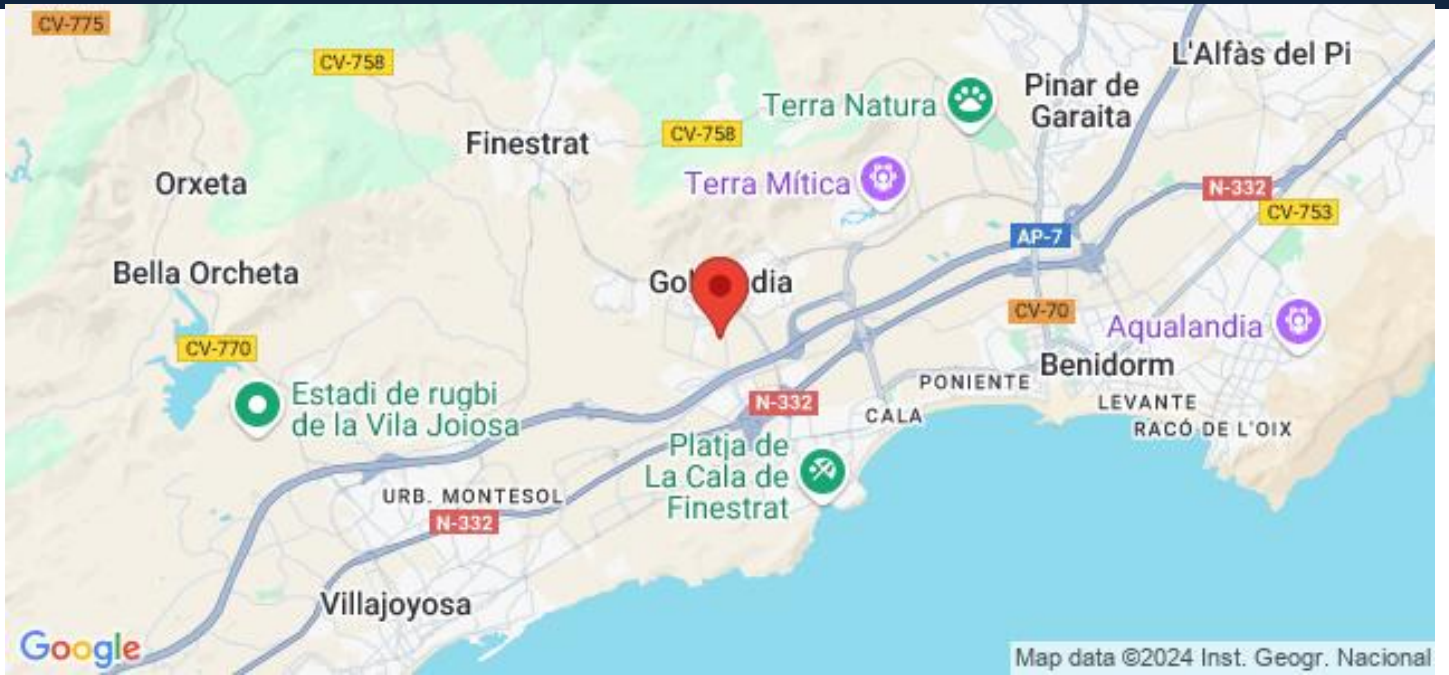 CV-775
CV-758
L'Alfàs del Pi
Terra Natura
Pinar de
Garaita
Finestrat
CV-758
Orxeta
Terra Mítica
N-332
CV-753
AP-7
Bella Orcheta
Gol
dia
CV-70
Aqualandia
CV-770
Benidorm
PONIENTE
Estadi de rugbi
de la Vila Joiosa
N-332
CALA
LEVANTE
RACÓ DE L'OIX
Platja de
La Cala de
Finestrat
URB. MONTESOL
N-332
Villajoyosa
Google
Map data ©2024 Inst. Geogr. Nacional